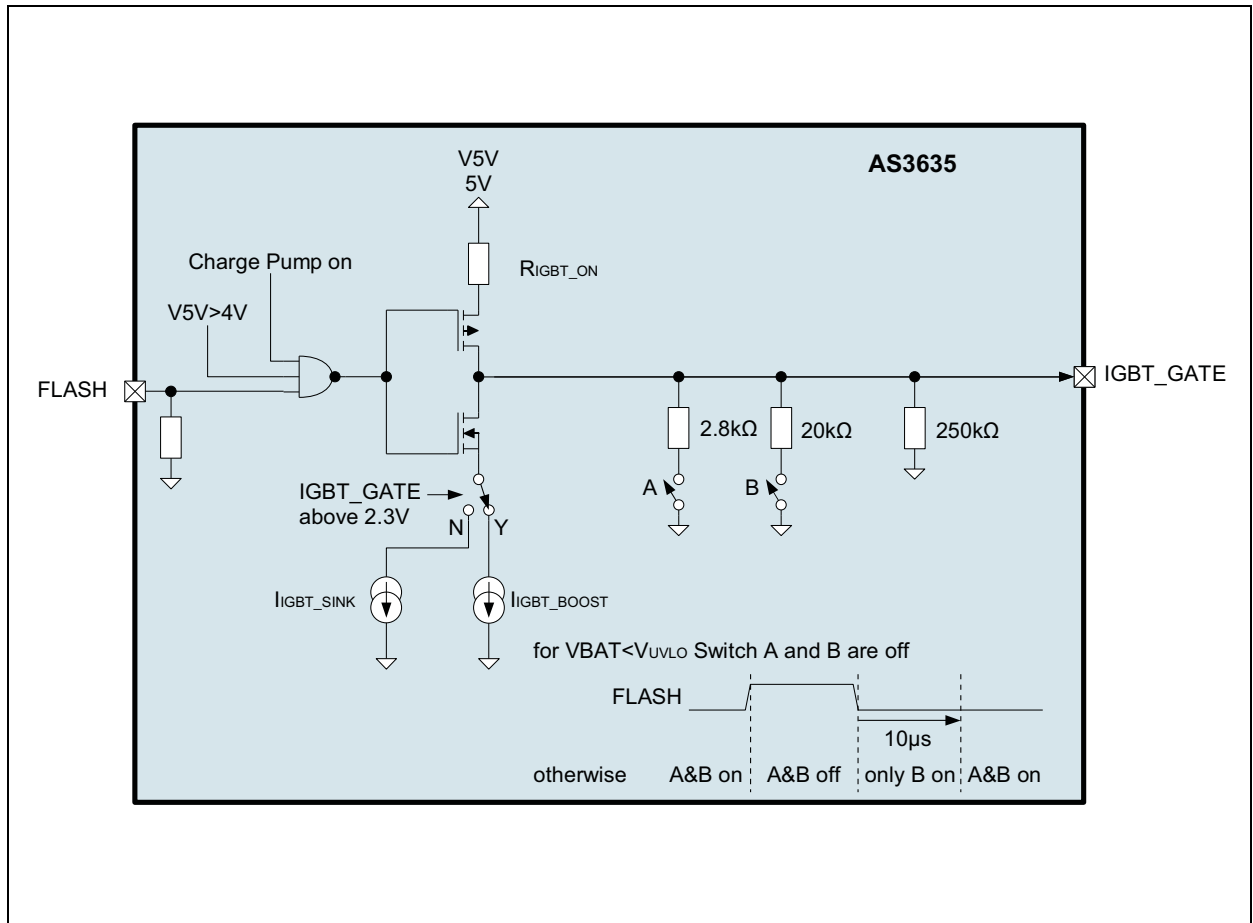 V5V
5V
AS3635
Charge Pump on
RIGBT_ON
V5V>4V
FLASH
IGBT_GATE
2.8kΩ
20kΩ
250kΩ
IGBT_GATE
above 2.3V
A
B
N
Y
IIGBT_SINK
IIGBT_BOOST
for VBAT<VUVLO Switch A and B are off
FLASH
10µs
otherwise A&B on A&B off only B on A&B on